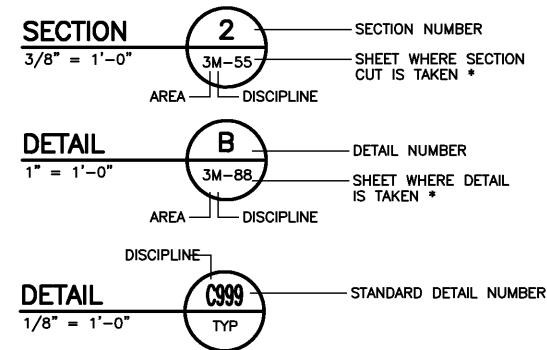 SECTION
3/8" = 1'-0"
2
3M-55
SECTION NUMBER
SHEET WHERE SECTION
CUT IS TAKEN *
AREA
DISCIPLINE
DETAIL
1" = 1'-0"
B
3M-88
DETAIL NUMBER
SHEET WHERE DETAIL
IS TAKEN *
AREA
DISCIPLINE
DISCIPLINE
DETAIL
1/8" = 1'-0"
C999
TYP
STANDARD DETAIL NUMBER